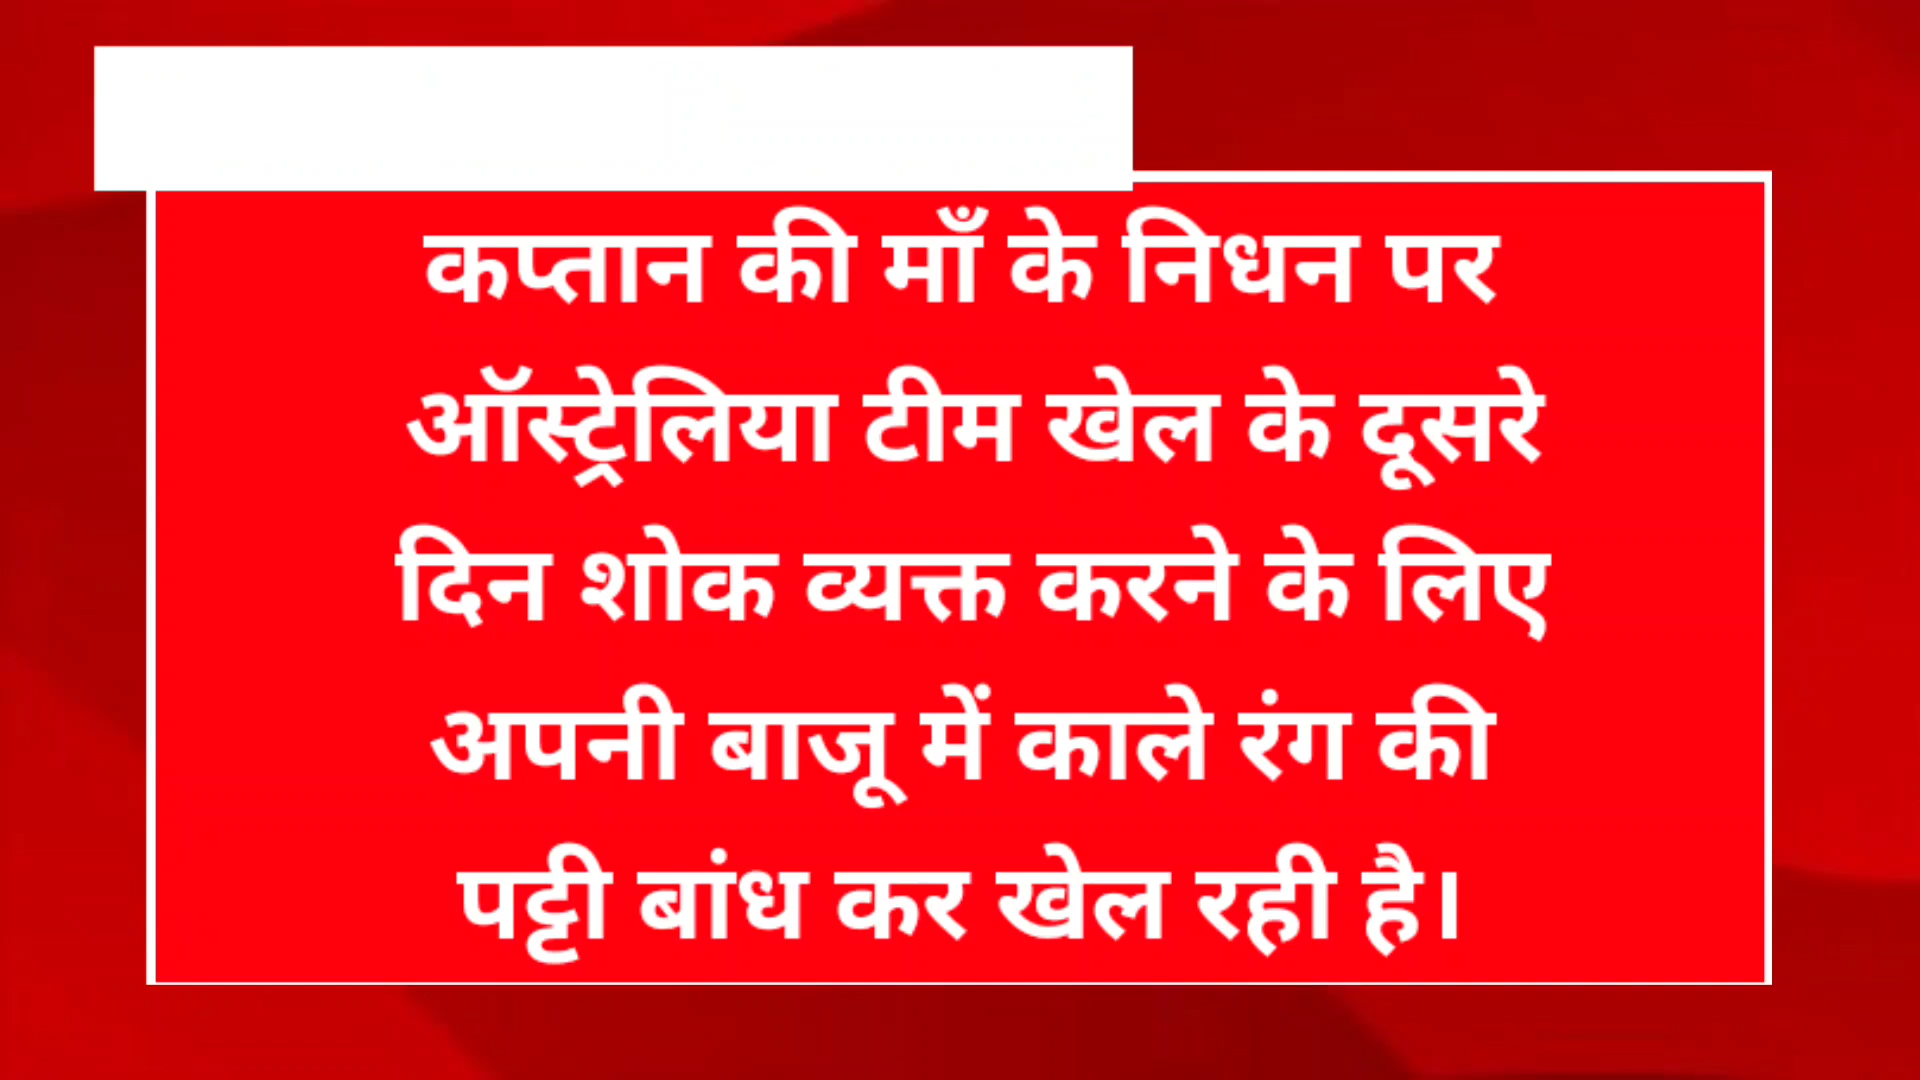 कप्तान की माँ के निधन पर
ऑस्ट्रेलिया टीम खेल के दूसरे
दिन शोक व्यक्त करने के लिए
अपनी बाजू में काले रंग की
पट्टी बांध कर खेल रही है।